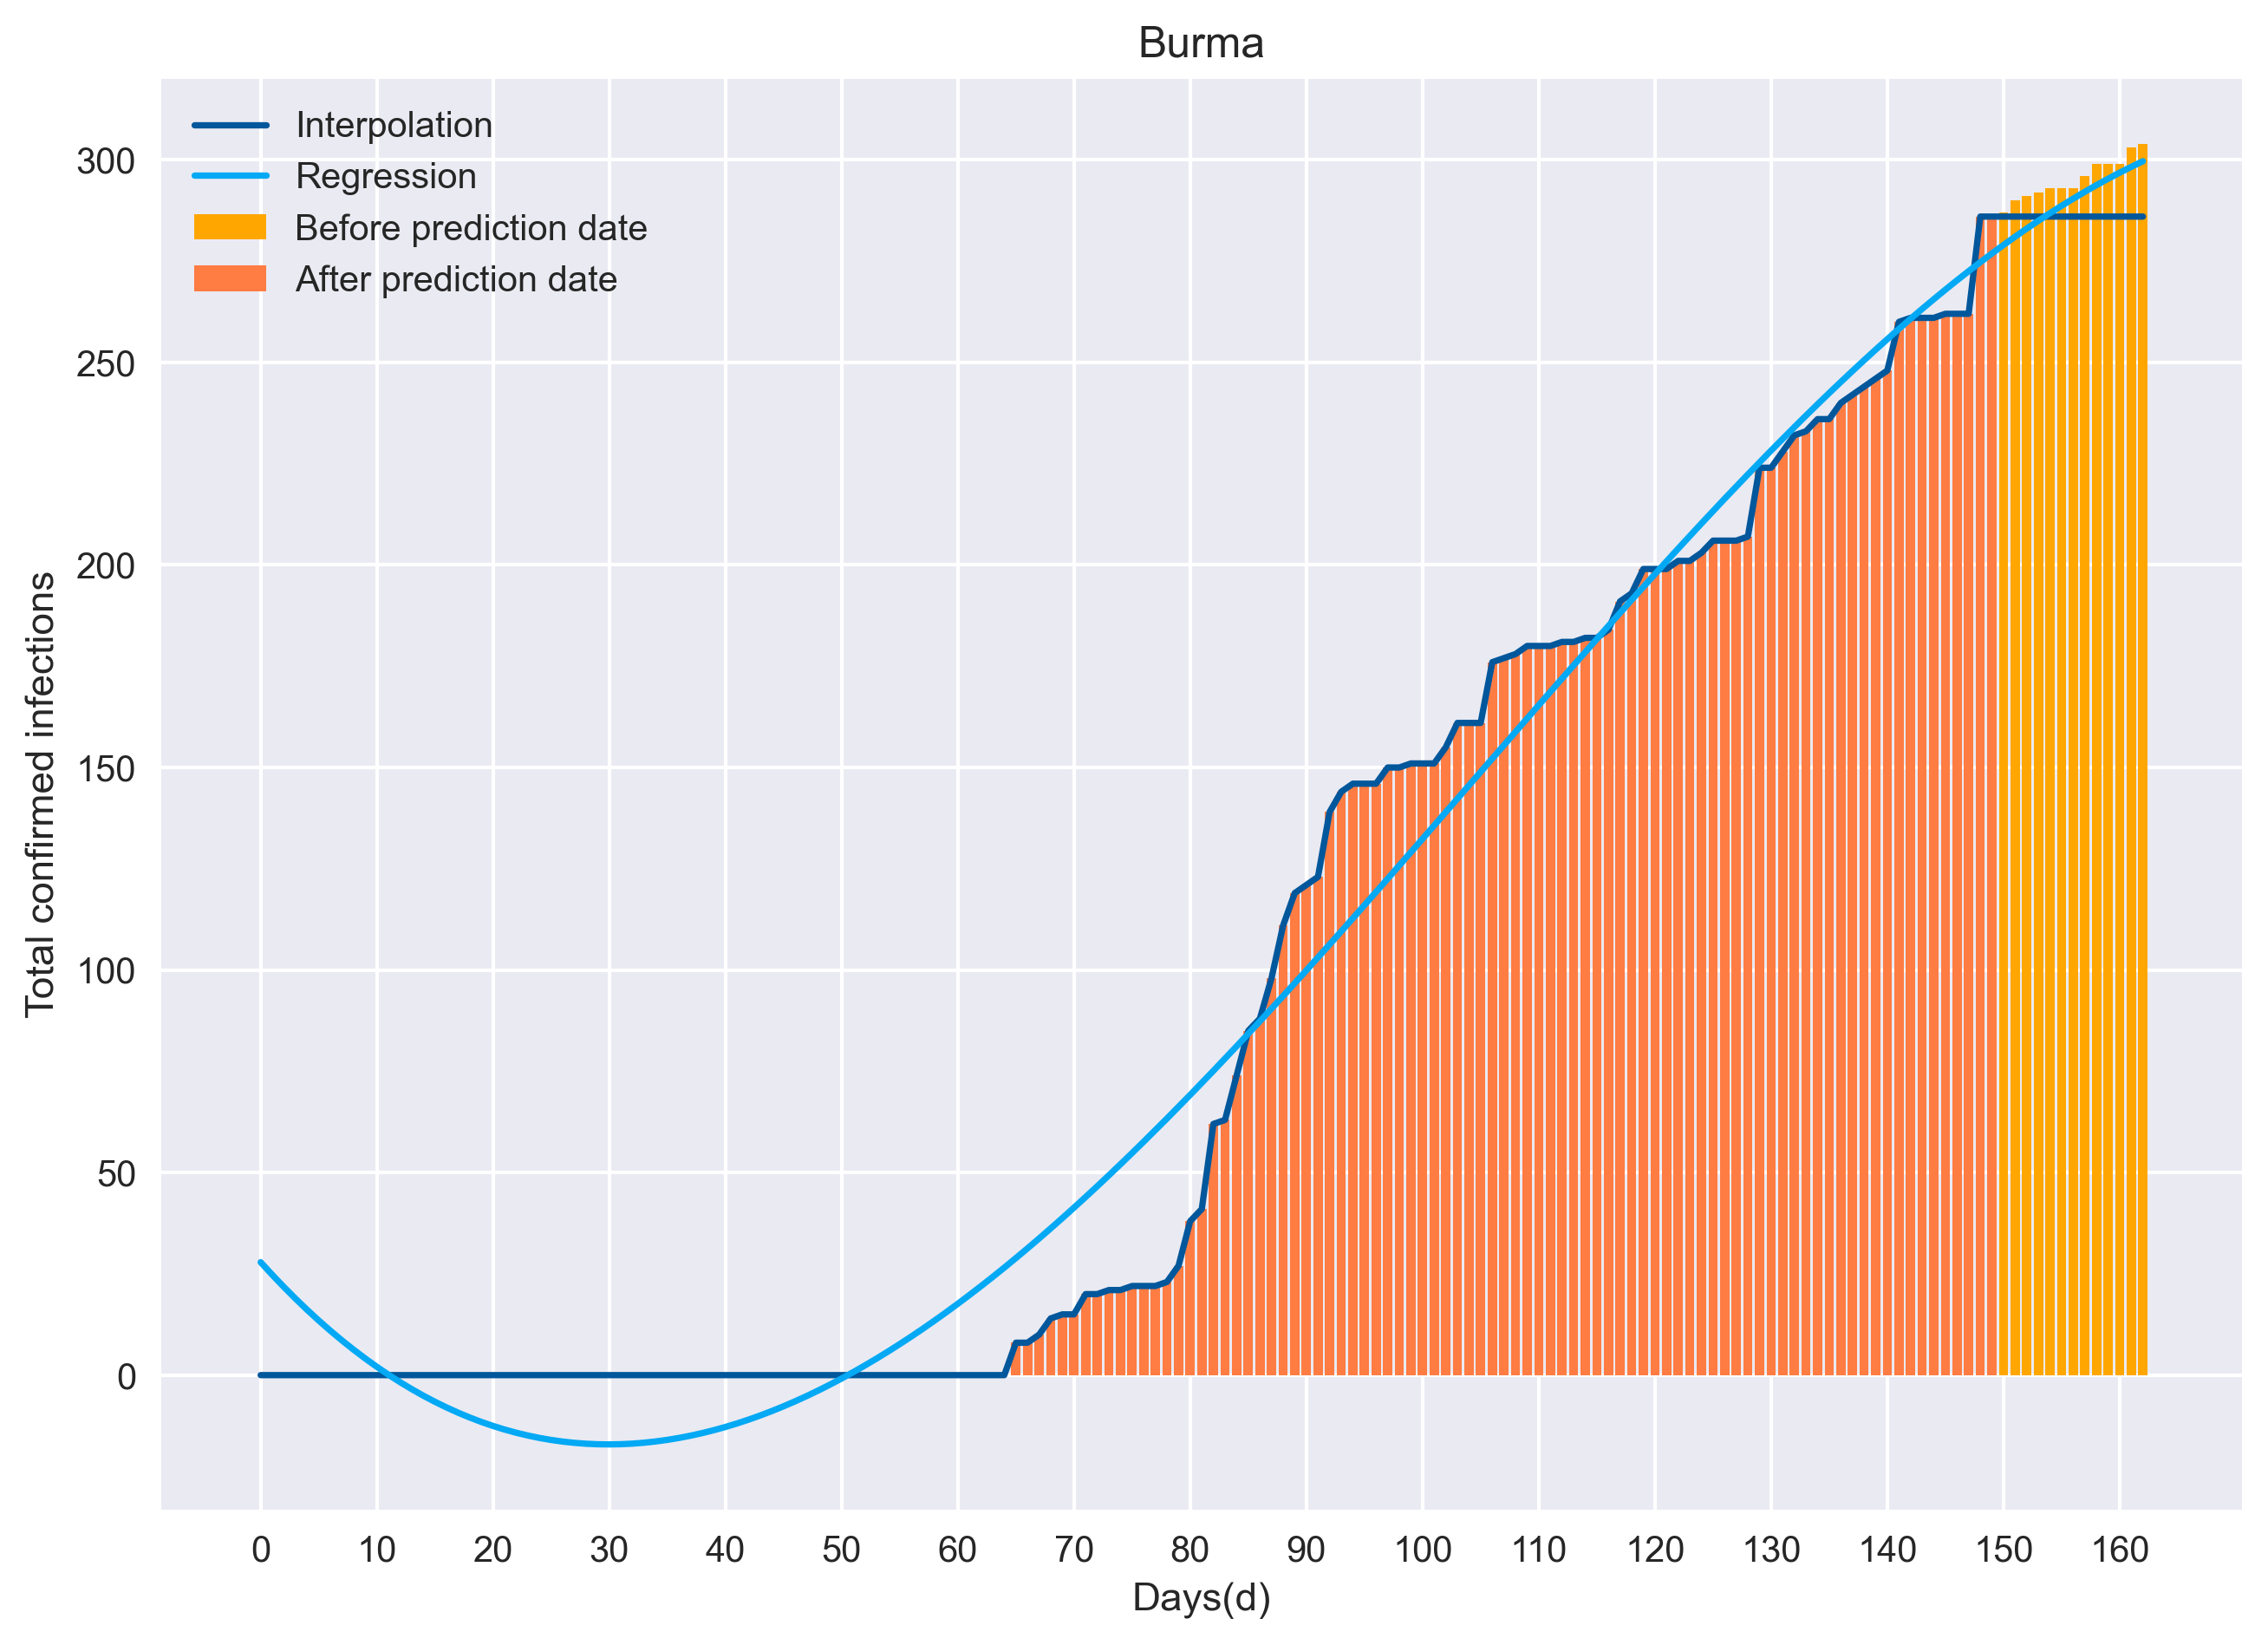 Burma
Interpolation
Regression
Before prediction date
After prediction date
300
250
200
150
100
50
0
Total confirmed infections
0 10 20 30 40 50 60 70 80 90 100 110 120 130 140 150 160
Days(d)